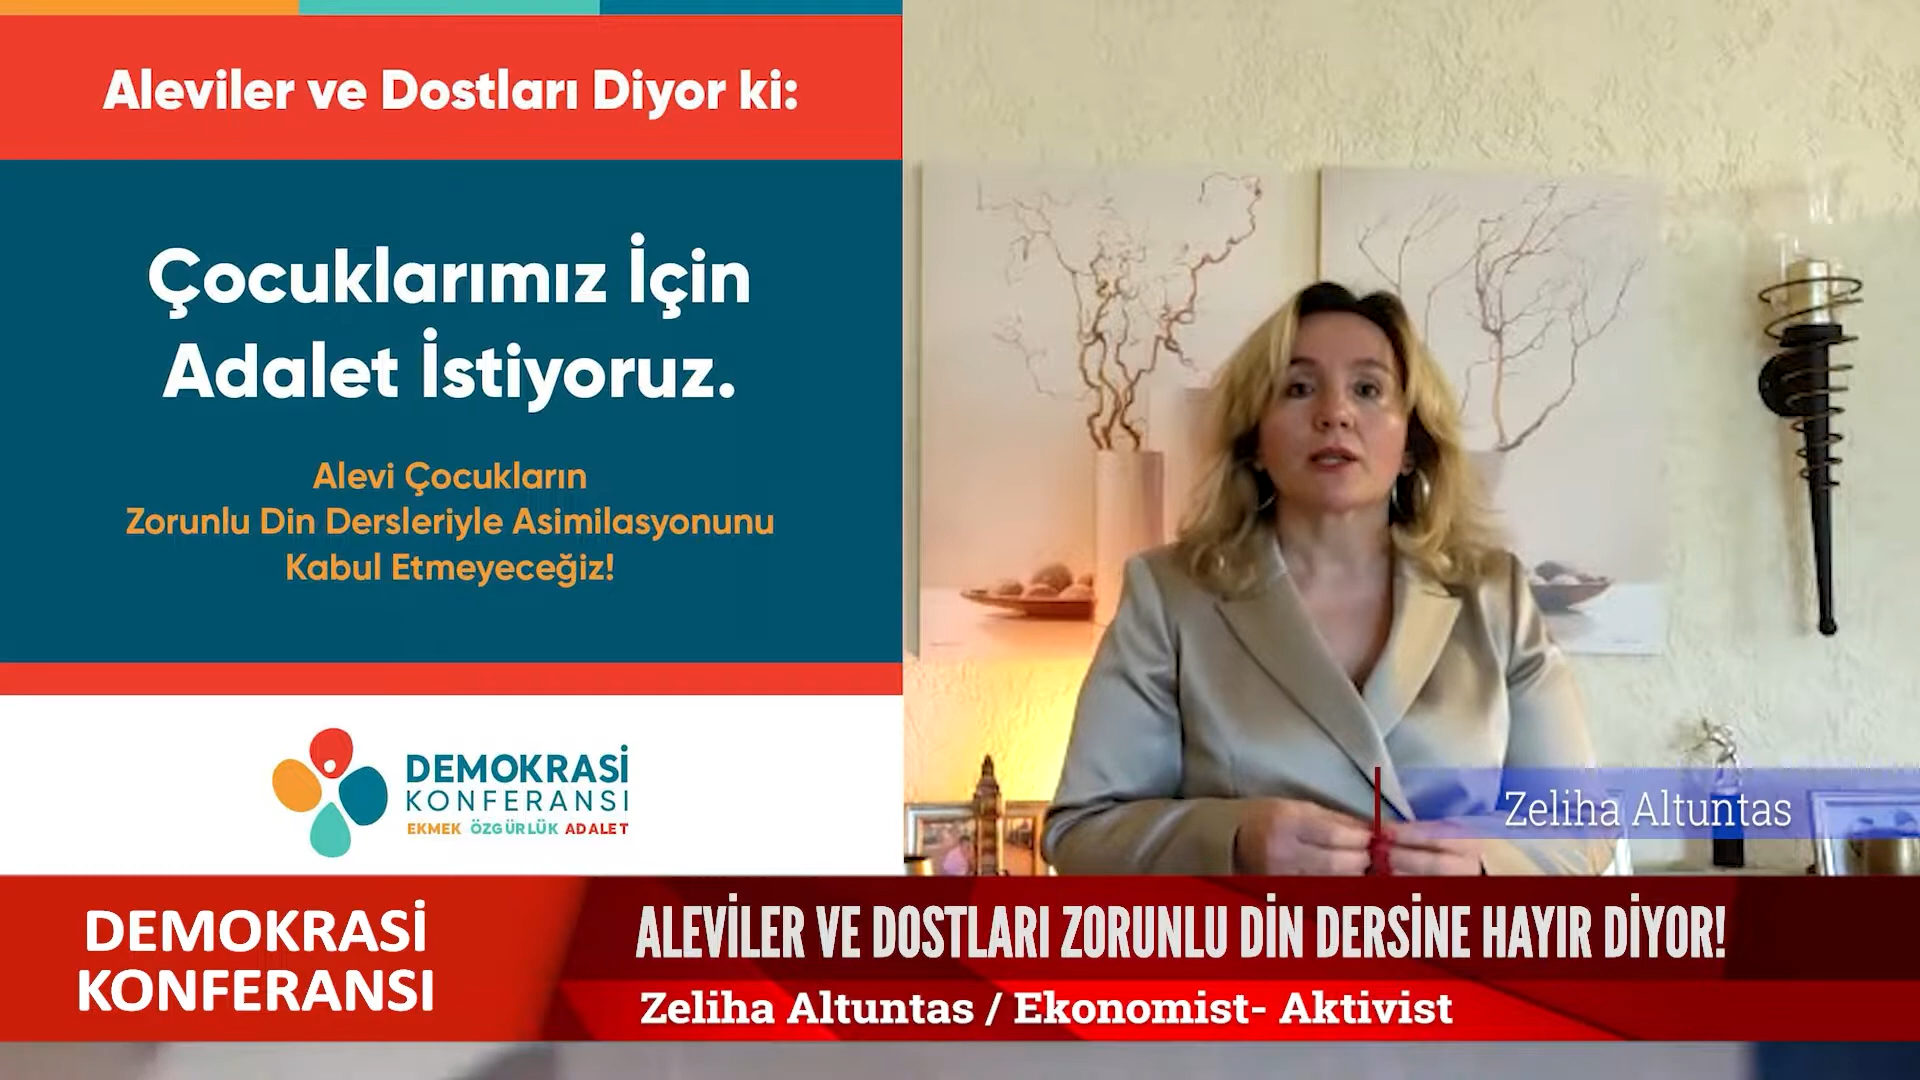 Aleviler ve Dostları Diyor ki:
Çocuklarımız İçin
Adalet İstiyoruz.
Alevi Çocukların
Zorunlu Din Dersleriyle Asimilasyonunu
Kabul Etmeyeceğiz!
DEMOKRASİ
KONFERANSI
EKMEK ÖZGÜRLÜK ADALET
Zeliha Altuntas
DEMOKRASİ
KONFERANSI
ALEVİLER VE DOSTLARI ZORUNLU DİN DERSİNE HAYIR DİYOR!
Zeliha Altuntas / Ekonomist- Aktivist